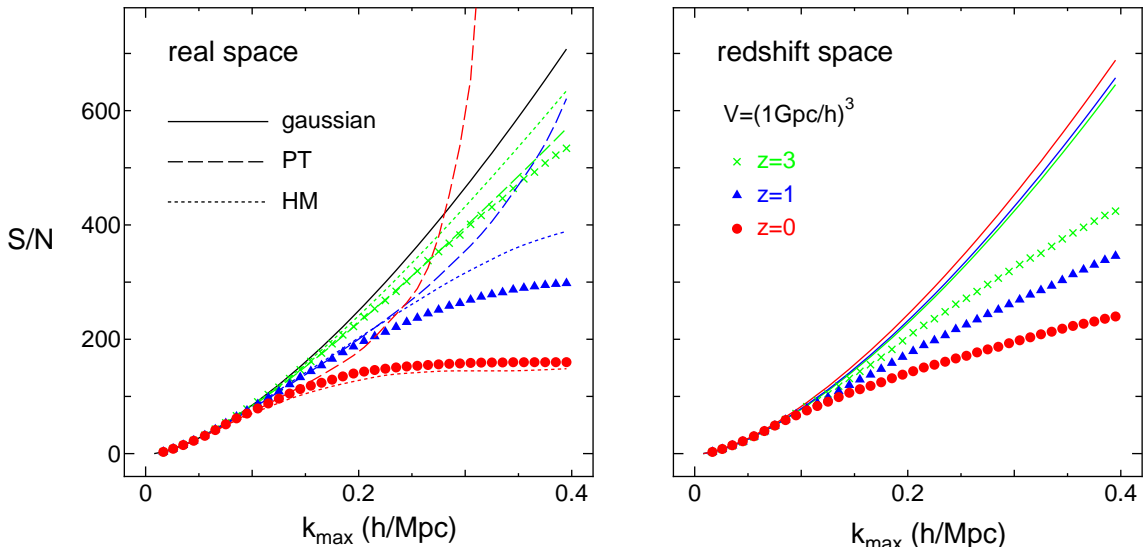 real space
gaussian
PT
HM
S/N
600
400
200
0
0
0.2
0.4
k_max (h/Mpc)
redshift space
V=(1Gpc/h)^3
z=3
z=1
z=0
0
0.2
0.4
k_max (h/Mpc)